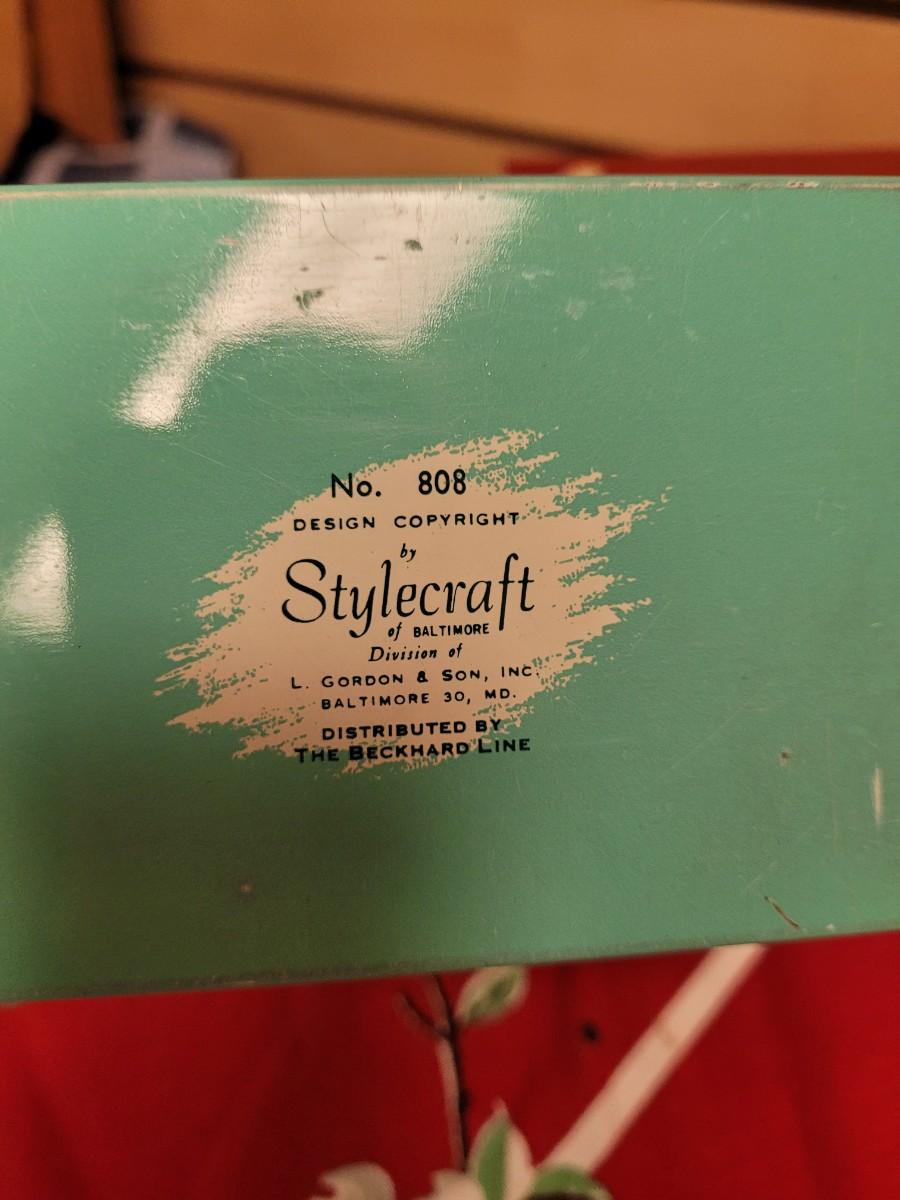 No. 808
DESIGN COPYRIGHT
by
Stylecraft
of BALTIMORE
Division of
L. GORDON & SON, INC.
BALTIMORE 30, MD.
DISTRIBUTED BY
THE BECKHARD LINE